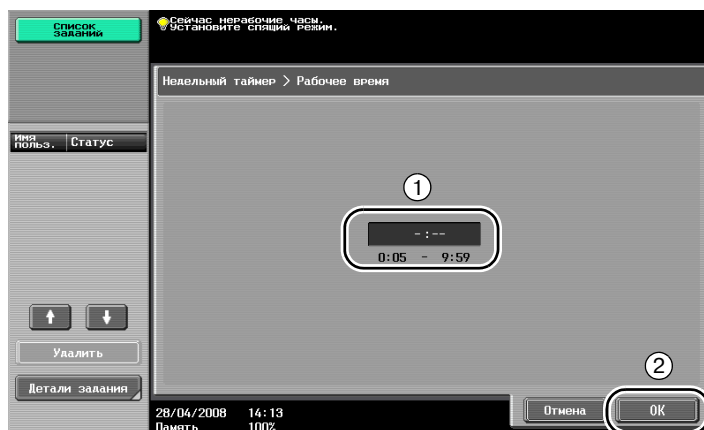 Список
заданий
Сейчас нерабочие часы.
Установите спящий режим.
Недельный таймер > Рабочее время
Имя
польз.
Статус
1
-:--
0:05 - 9:59
Удалить
Детали задания
2
Отмена
OK
28/04/2008 14:13
Память 100%